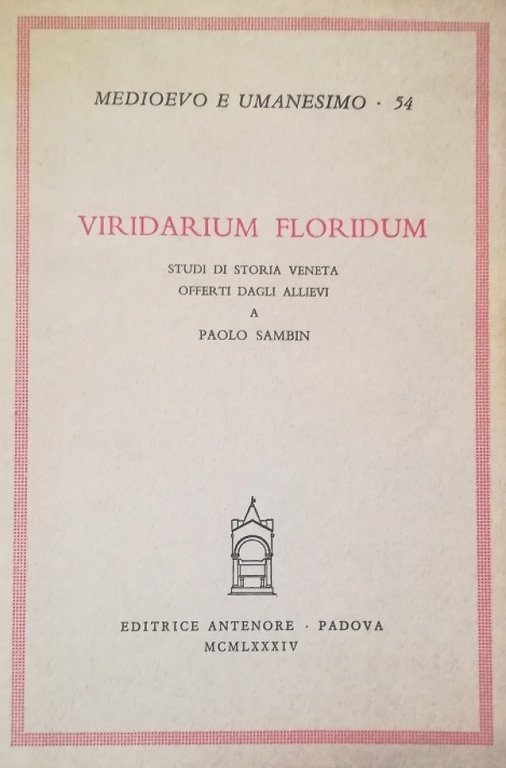 MEDIOEVO E UMANESIMO · 54
VIRIDARIUM FLORIDUM
STUDI DI STORIA VENETA
OFFERTI DAGLI ALLIEVI
A
PAOLO SAMBIN
EDITRICE ANTENORE · PADOVA
MCMLXXXIV